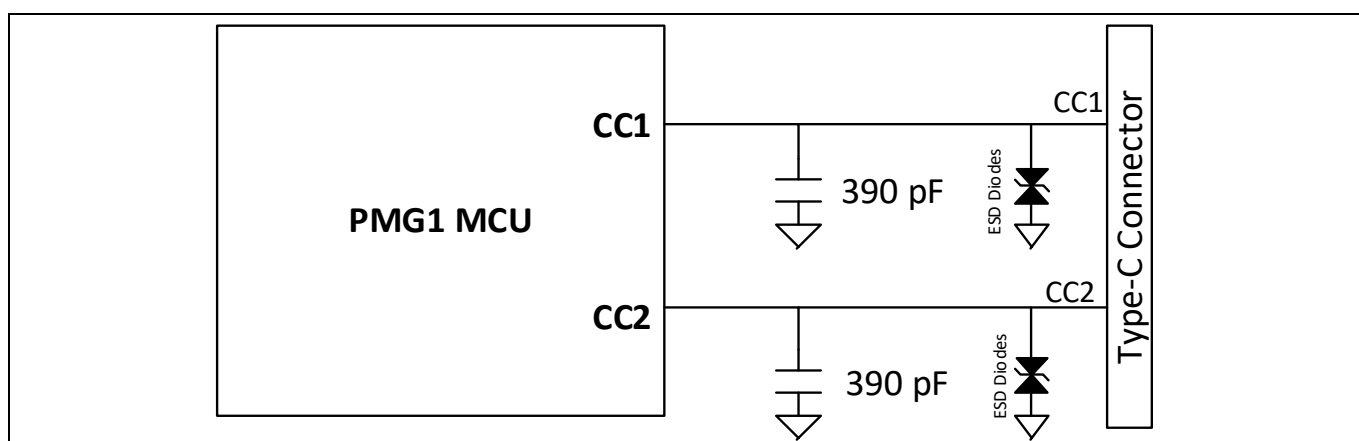 CC1
CC1
390 pF
ESD Diodes
PMG1 MCU
Type-C Connector
CC2
CC2
390 pF
ESD Diodes